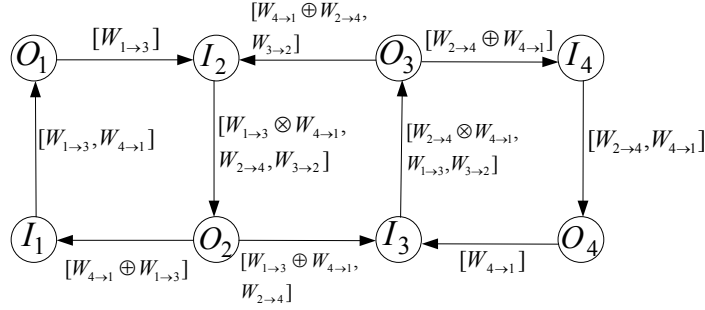 [W₄→₁ ⊕ W₂→₄,
W₃→₂]
[W₁→₃]
[W₂→₄ ⊕ W₄→₁]
O₁
I₂
O₃
I₄
[W₁→₃, W₄→₁]
[W₁→₃ ⊗ W₄→₁,
W₂→₄, W₃→₂]
[W₂→₄ ⊗ W₄→₁,
W₁→₃, W₃→₂]
[W₂→₄, W₄→₁]
I₁
O₂
I₃
O₄
[W₄→₁ ⊕ W₁→₃]
[W₁→₃ ⊕ W₄→₁,
W₂→₄]
[W₄→₁]